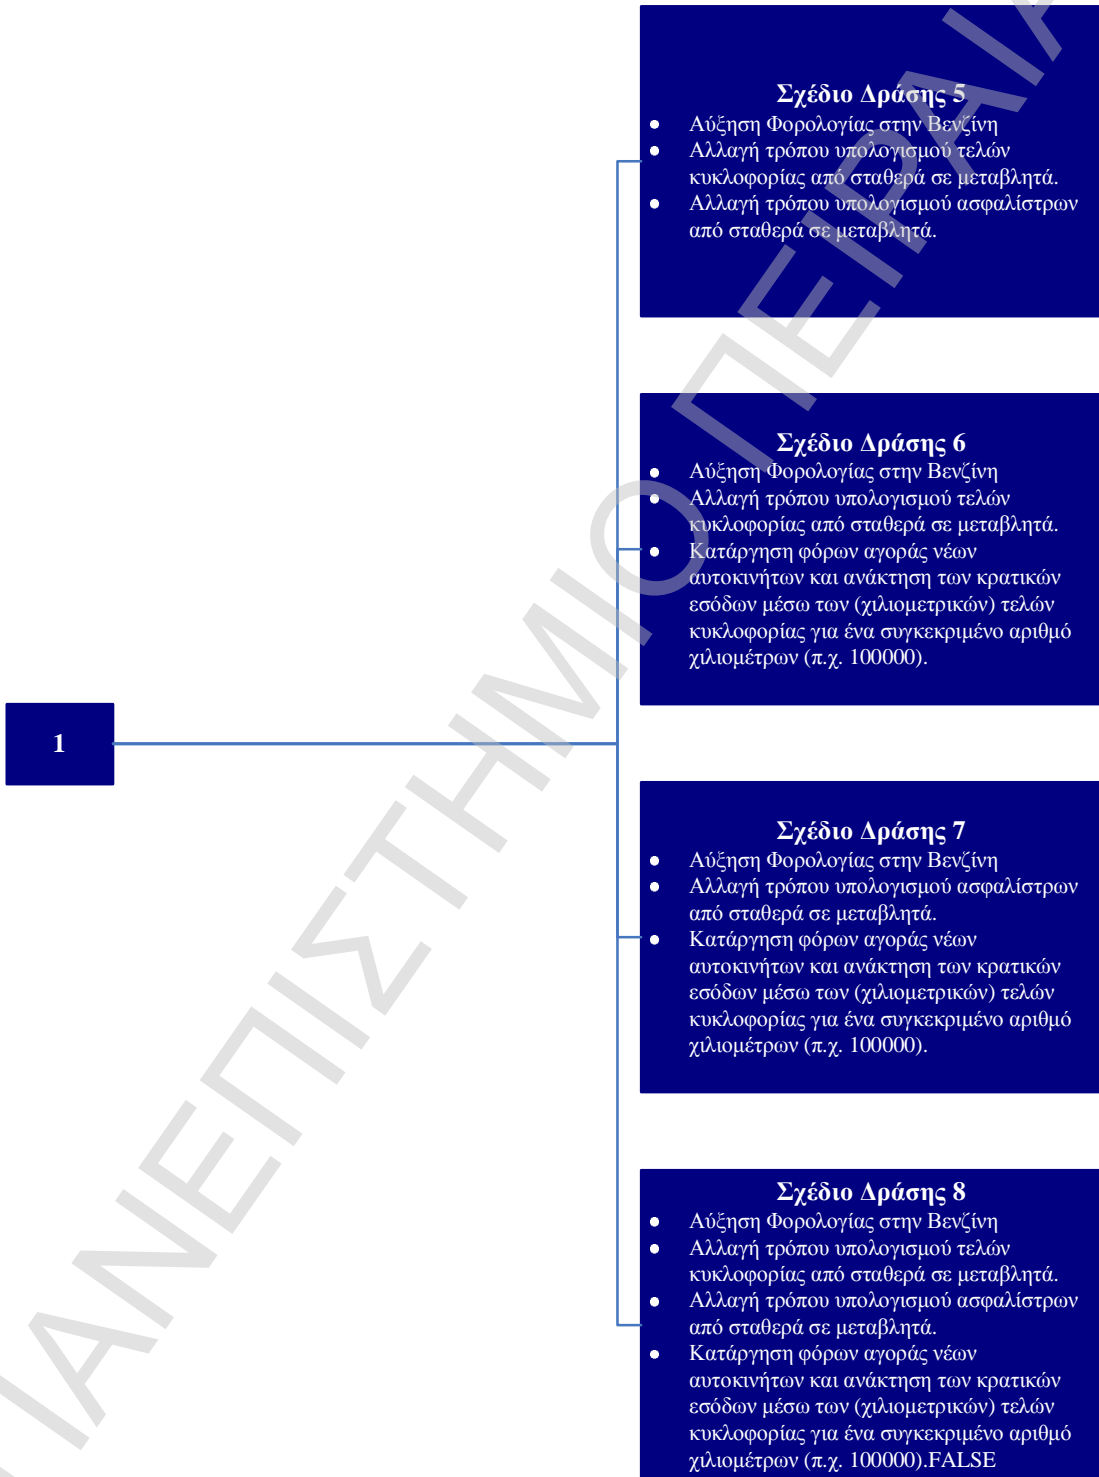 Σχέδιο Δράσης 5
• Αύξηση Φορολογίας στην Βενζίνη
• Αλλαγή τρόπου υπολογισμού τελών
κυκλοφορίας από σταθερά σε μεταβλητά.
• Αλλαγή τρόπου υπολογισμού ασφαλίστρων
από σταθερά σε μεταβλητά.
Σχέδιο Δράσης 6
• Αύξηση Φορολογίας στην Βενζίνη
• Αλλαγή τρόπου υπολογισμού τελών
κυκλοφορίας από σταθερά σε μεταβλητά.
• Κατάργηση φόρων αγοράς νέων
αυτοκινήτων και ανάκτηση των κρατικών
εσόδων μέσω των (χιλιομετρικών) τελών
κυκλοφορίας για ένα συγκεκριμένο αριθμό
χιλιομέτρων (π.χ. 100000).
1
Σχέδιο Δράσης 7
• Αύξηση Φορολογίας στην Βενζίνη
• Αλλαγή τρόπου υπολογισμού ασφαλίστρων
από σταθερά σε μεταβλητά.
• Κατάργηση φόρων αγοράς νέων
αυτοκινήτων και ανάκτηση των κρατικών
εσόδων μέσω των (χιλιομετρικών) τελών
κυκλοφορίας για ένα συγκεκριμένο αριθμό
χιλιομέτρων (π.χ. 100000).
Σχέδιο Δράσης 8
• Αύξηση Φορολογίας στην Βενζίνη
• Αλλαγή τρόπου υπολογισμού τελών
κυκλοφορίας από σταθερά σε μεταβλητά.
• Αλλαγή τρόπου υπολογισμού ασφαλίστρων
από σταθερά σε μεταβλητά.
• Κατάργηση φόρων αγοράς νέων
αυτοκινήτων και ανάκτηση των κρατικών
εσόδων μέσω των (χιλιομετρικών) τελών
κυκλοφορίας για ένα συγκεκριμένο αριθμό
χιλιομέτρων (π.χ. 100000).FALSE
ΠΑΝΕΠΙΣΤΗΜΙΟ ΠΕΙΡΑΙΑ